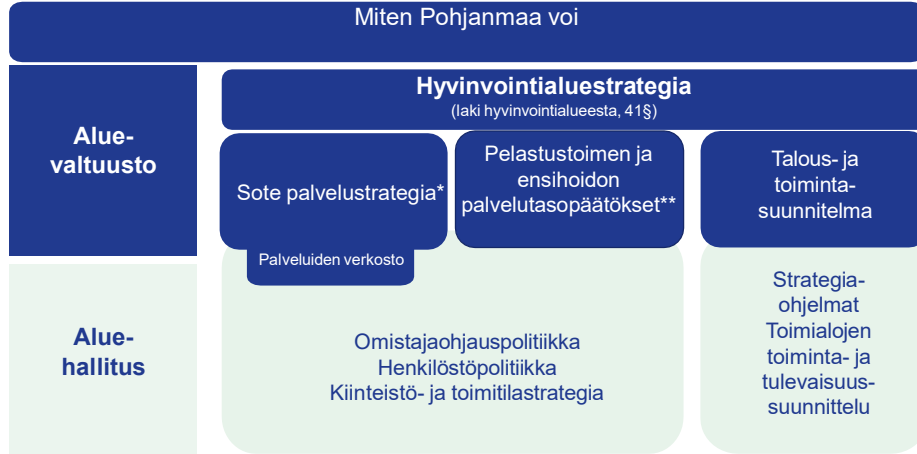 Miten Pohjanmaa voi
Hyvinvointialuestrategia
(laki hyvinvointialueesta, 41§)
Alue-
valtuusto
Sote palvelustrategia*
Pelastustoimen ja
ensihoidon
palvelutasopäätökset**
Talous- ja
toiminta-
suunnitelma
Palveluiden verkosto
Alue-
hallitus
Omistajaohjauspolitiikka
Henkilöstöpolitiikka
Kiinteistö- ja toimitilastrategia
Strategia-
ohjelmat
Toimialojen
toiminta- ja
tulevaisuus-
suunnittelu